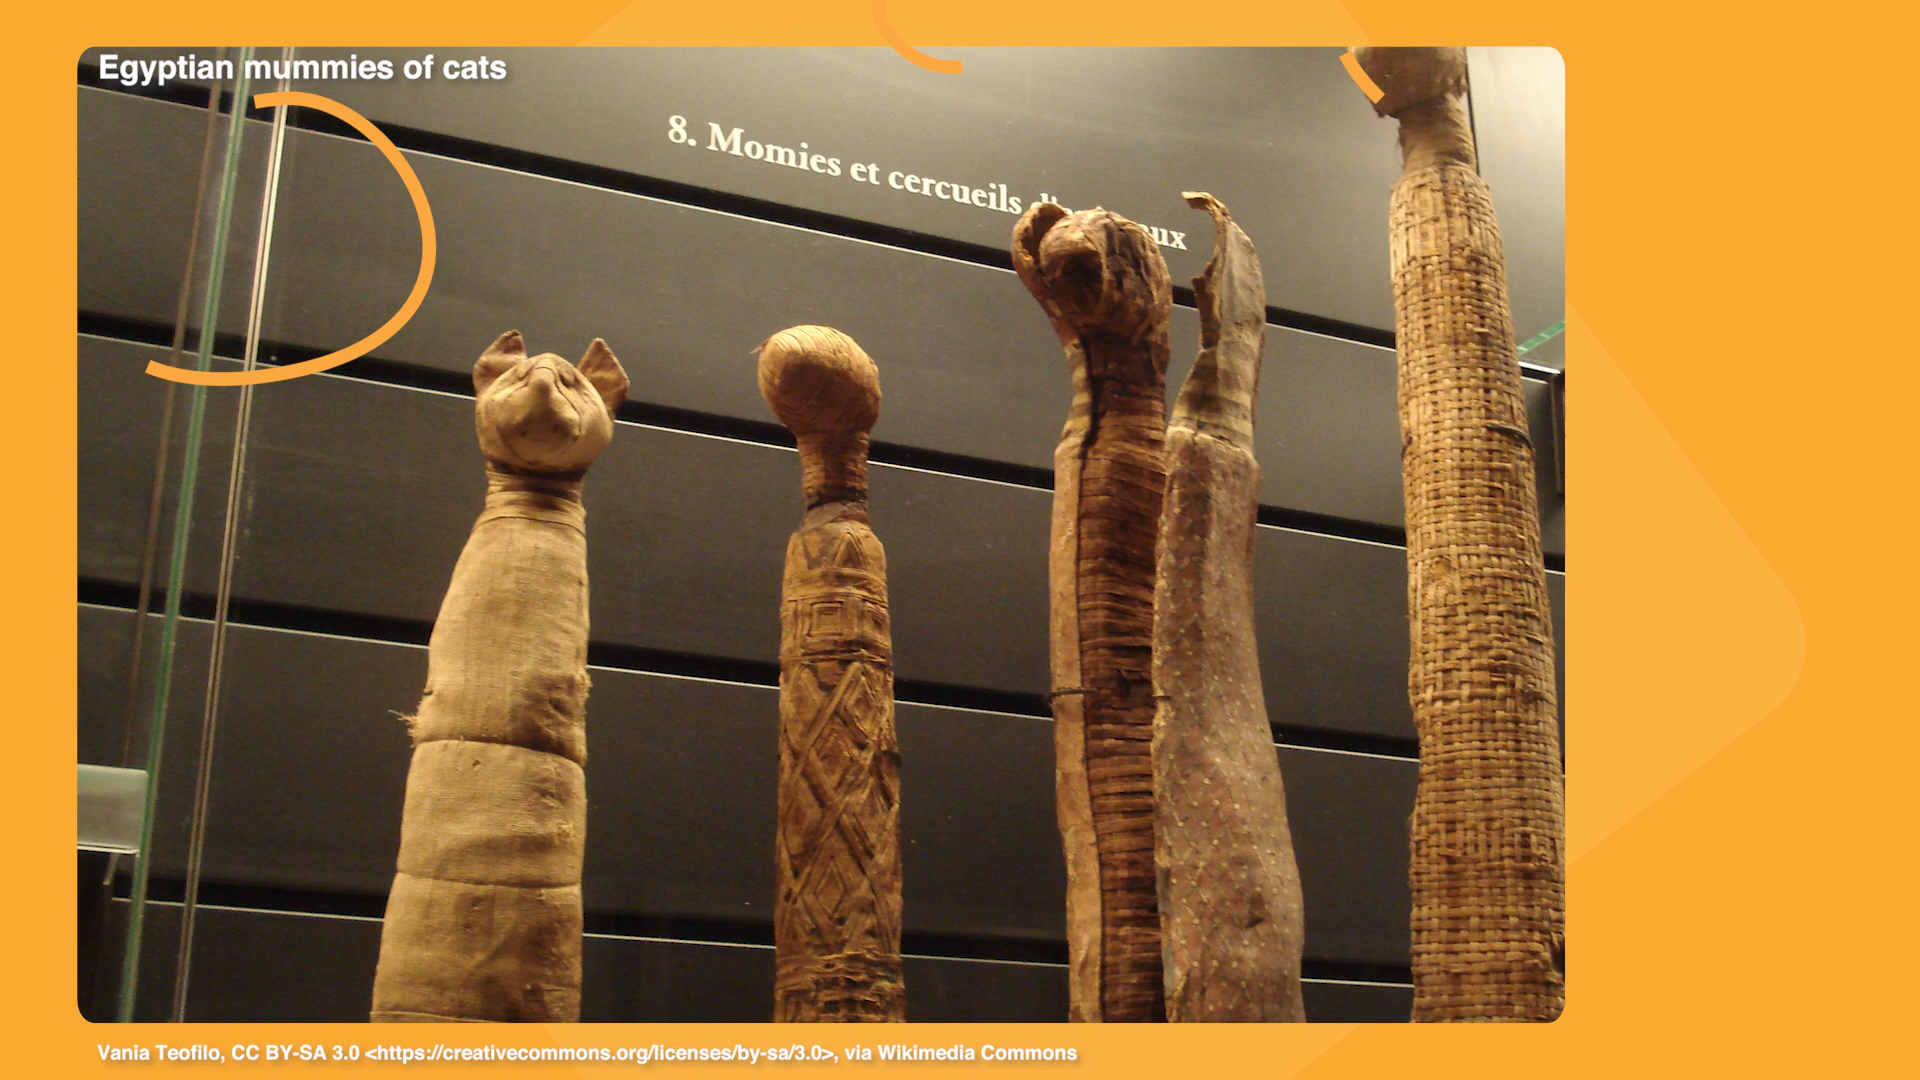 Egyptian mummies of cats
8. Momies et cercueils
Vania Teofilo, CC BY-SA 3.0 <https://creativecommons.org/licenses/by-sa/3.0>, via Wikimedia Commons